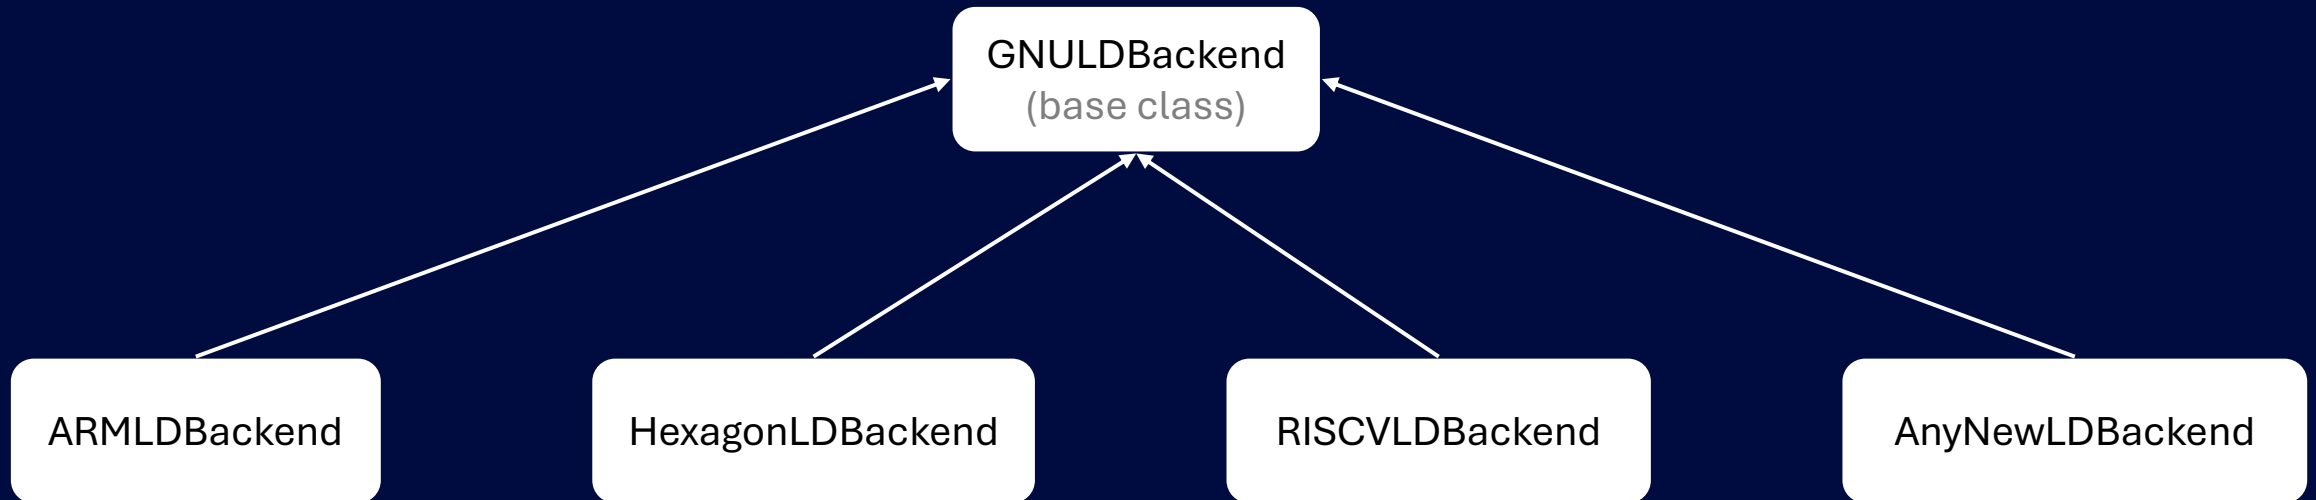 GNULDBackend
(base class)
ARMLDBackend
HexagonLDBackend
RISCVLDBackend
AnyNewLDBackend